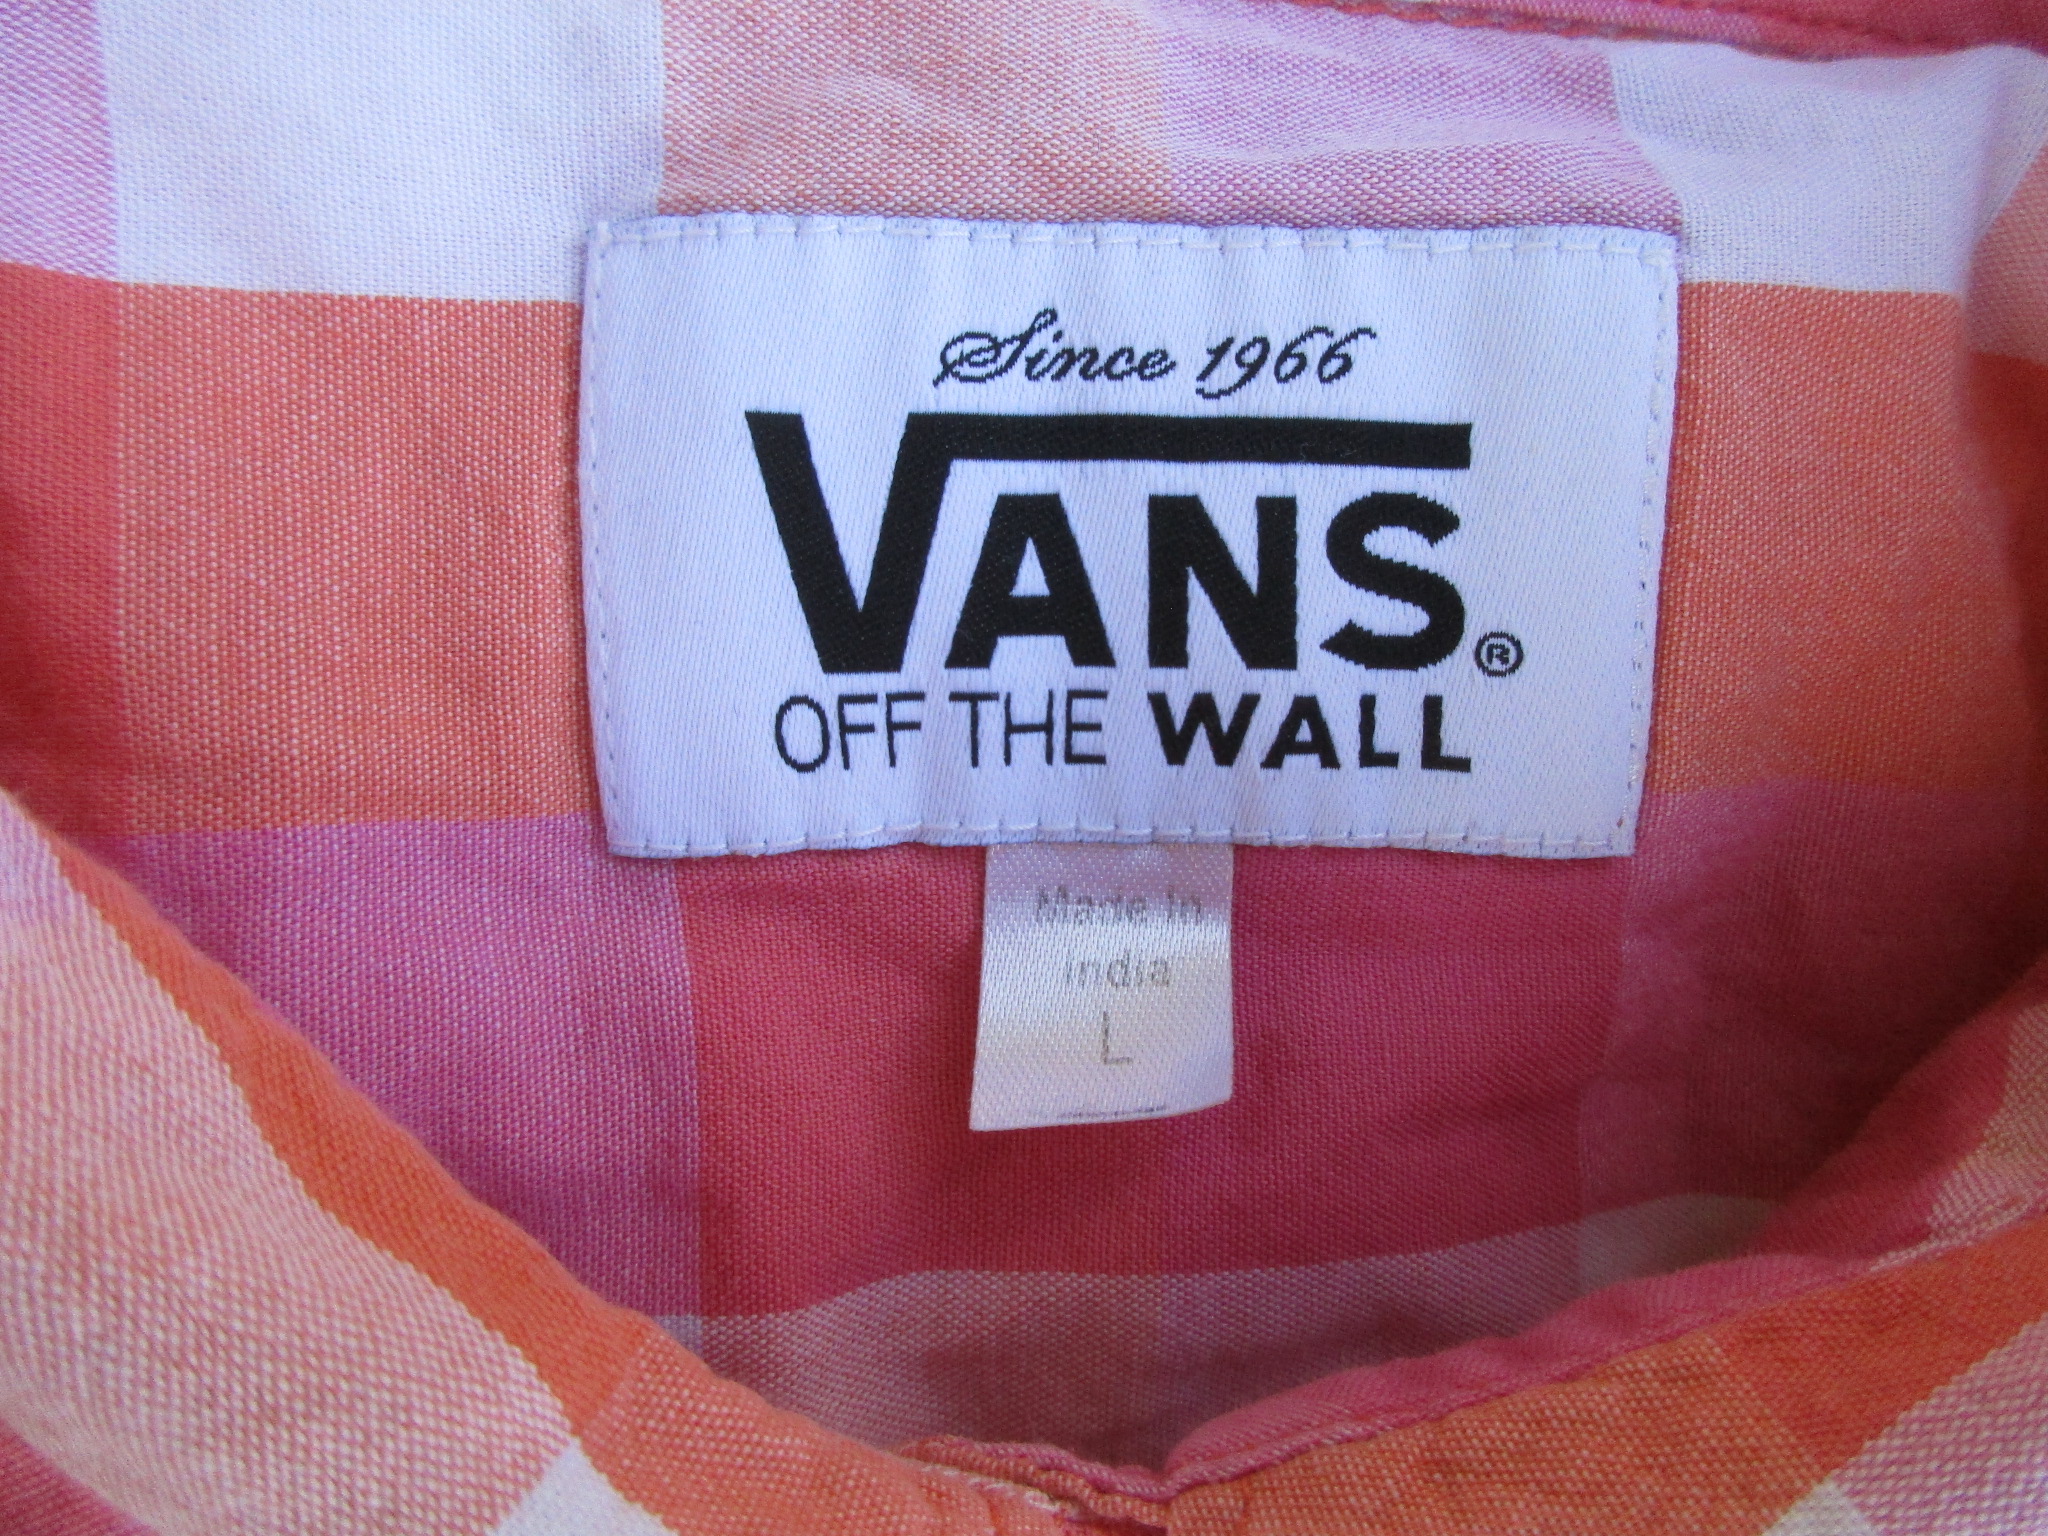 Since 1966
VANS®
OFF THE WALL
Made in
India
L